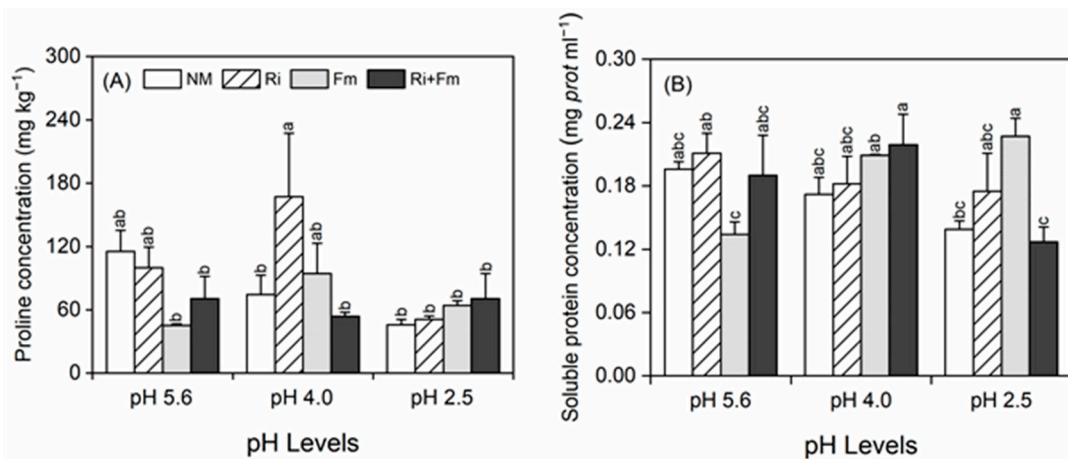 (A) NM Ri Fm Ri+Fm
Proline concentration (mg kg⁻¹)
300
240
180
120
60
0
ab ab b b
b a ab b
b b b b
pH 5.6 pH 4.0 pH 2.5
pH Levels
(B)
Soluble protein concentration (mg prot ml⁻¹)
0.30
0.24
0.18
0.12
0.06
0.00
abc ab c abc
abc abc ab a
bc abc a c
pH 5.6 pH 4.0 pH 2.5
pH Levels